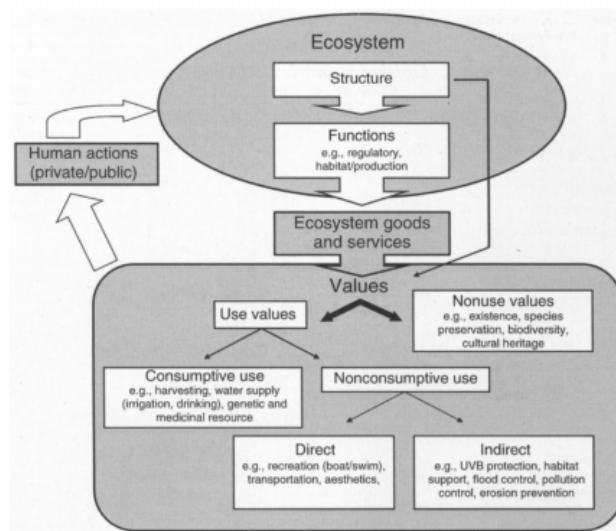 Ecosystem
Structure
Functions
e.g., regulatory,
habitat/production
Human actions
(private/public)
Ecosystem goods
and services
Values
Use values
Nonuse values
e.g., existence, species
preservation, biodiversity,
cultural heritage
Consumptive use
e.g., harvesting, water supply
(irrigation, drinking), genetic and
medicinal resource
Nonconsumptive use
Direct
e.g., recreation (boat/swim),
transportation, aesthetics,
Indirect
e.g., UVB protection, habitat
support, flood control, pollution
control, erosion prevention